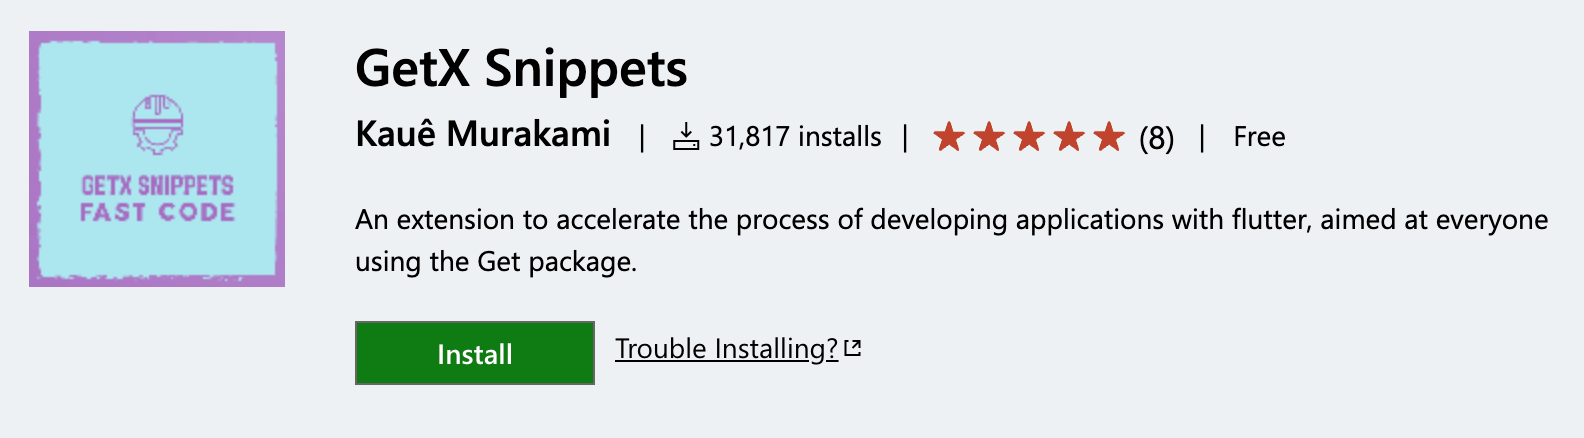 GETX SNIPPETS
FAST CODE
GetX Snippets
Kauê Murakami | 31,817 installs | (8) | Free
An extension to accelerate the process of developing applications with flutter, aimed at everyone
using the Get package.
Install Trouble Installing?